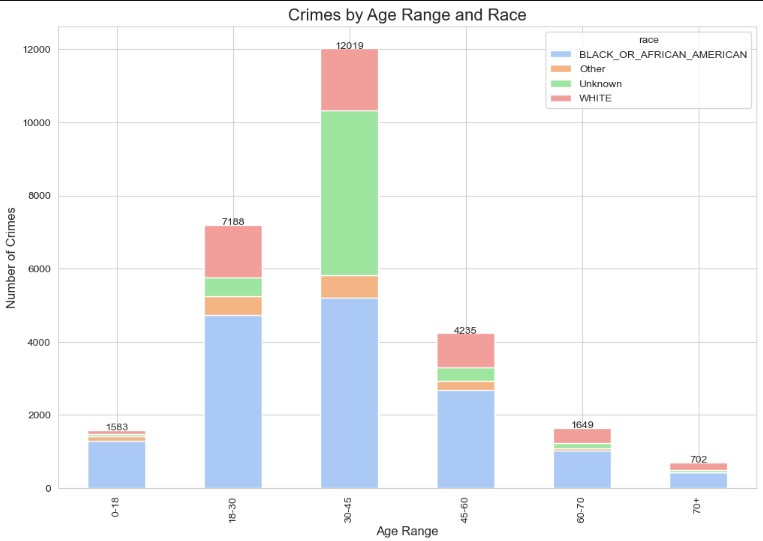 Crimes by Age Range and Race
race
BLACK_OR_AFRICAN_AMERICAN
Other
Unknown
WHITE
Number of Crimes
12000
10000
8000
6000
4000
2000
0
1583
7188
12019
4235
1649
702
0-18
18-30
30-45
45-60
60-70
70+
Age Range